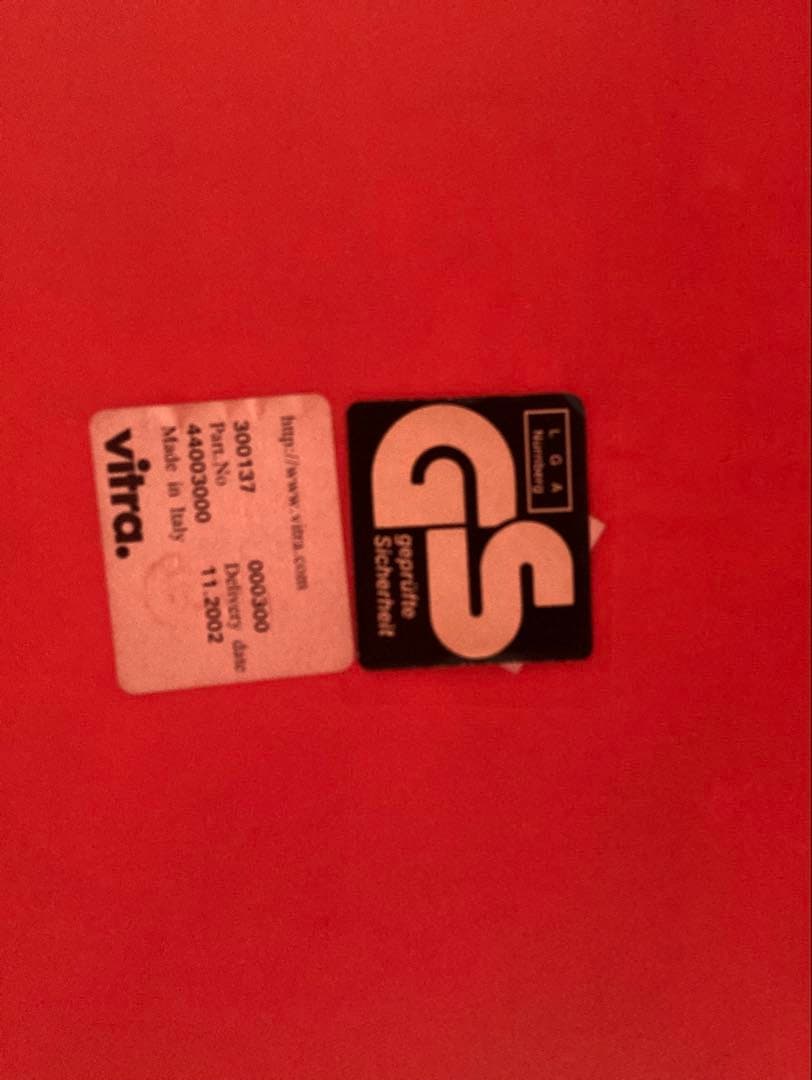 LGA
Nürnberg
GS
geprüfte
Sicherheit
http://www.vitra.com
300137 000300
Part.No Delivery date
44003000 11.2002
Made in Italy
vitra.